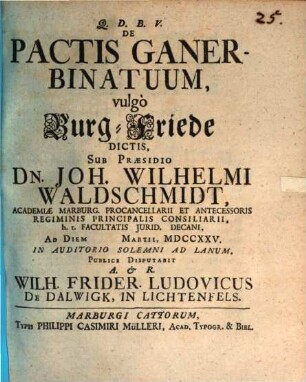 25.
Q. D. B. V.
DE
PACTIS GANER-
BINATUUM,
vulgò
Burg-Friede
DICTIS,
SUB PRÆSIDIO
DN. JOH. WILHELMI
WALDSCHMIDT,
ACADEMIÆ MARBURG. PROCANCELLARII ET ANTECESSORIS
REGIMINIS PRINCIPALIS CONSILIARII,
h. t. FACULTATIS JURID. DECANI,
AD DIEM MARTII, MDCCXXV.
IN AUDITORIO SOLEMNI AD LANUM,
PUBLICE DISPUTABIT
A. & R.
WILH. FRIDER. LUDOVICUS
DE DALWIGK, IN LICHTENFELS.
MARBURGI CATTORUM,
TYPIS PHILIPPI CASIMIRI MÜLLERI, ACAD. TYPOGR. & BIBL.